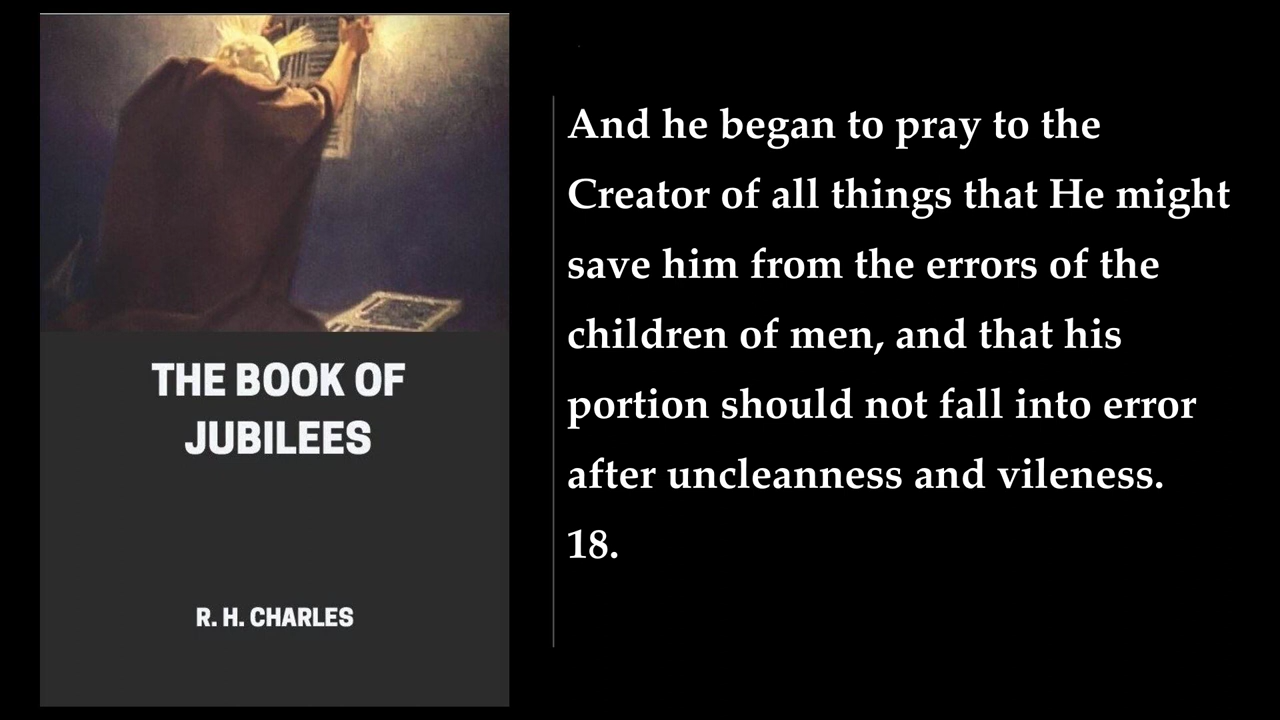 THE BOOK OF
JUBILEES
R. H. CHARLES
And he began to pray to the
Creator of all things that He might
save him from the errors of the
children of men, and that his
portion should not fall into error
after uncleanness and vileness.
18.